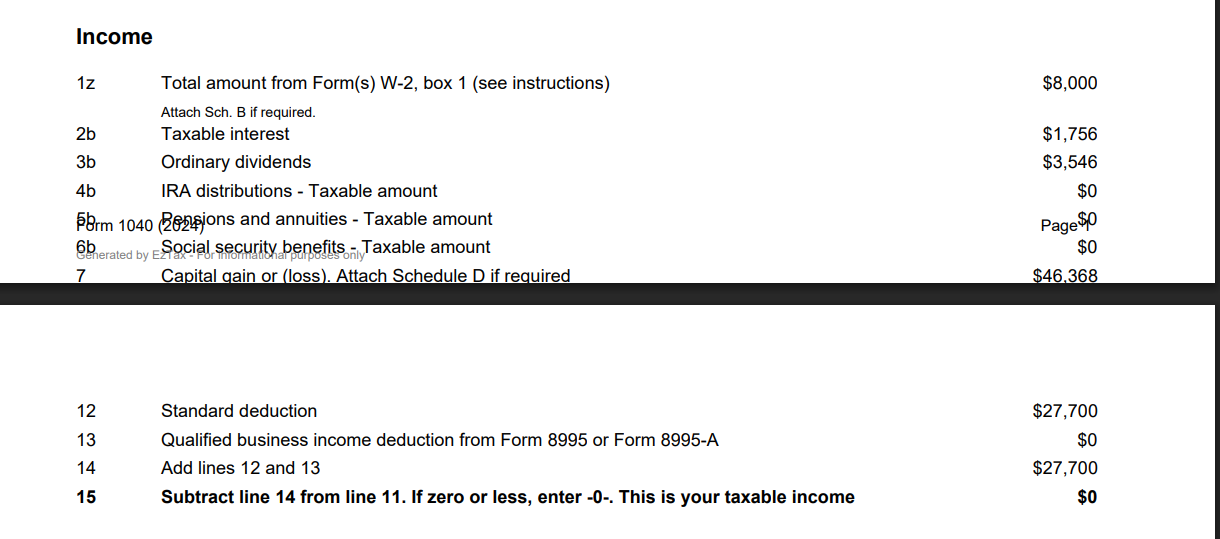 Income
1z Total amount from Form(s) W-2, box 1 (see instructions) $8,000
Attach Sch. B if required.
2b Taxable interest $1,756
3b Ordinary dividends $3,546
4b IRA distributions - Taxable amount $0
5b Pensions and annuities - Taxable amount $0
Form 1040 (2024) Page 1
6b Social security benefits - Taxable amount $0
Generated by EzTax - For informational purposes only
7 Capital gain or (loss). Attach Schedule D if required $46,368
12 Standard deduction $27,700
13 Qualified business income deduction from Form 8995 or Form 8995-A $0
14 Add lines 12 and 13 $27,700
15 Subtract line 14 from line 11. If zero or less, enter -0-. This is your taxable income $0